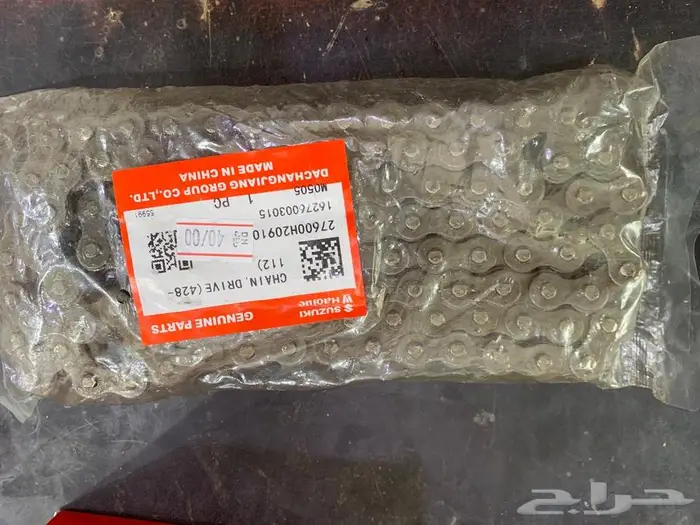 SUZUKI
Haojue
GENUINE PARTS
CHAIN, DRIVE (428-
112)
27600H20910
16276003015
1 PC
M0505
55991
40/00
DACHANGJIANG GROUP CO.,LTD.
MADE IN CHINA
حراج